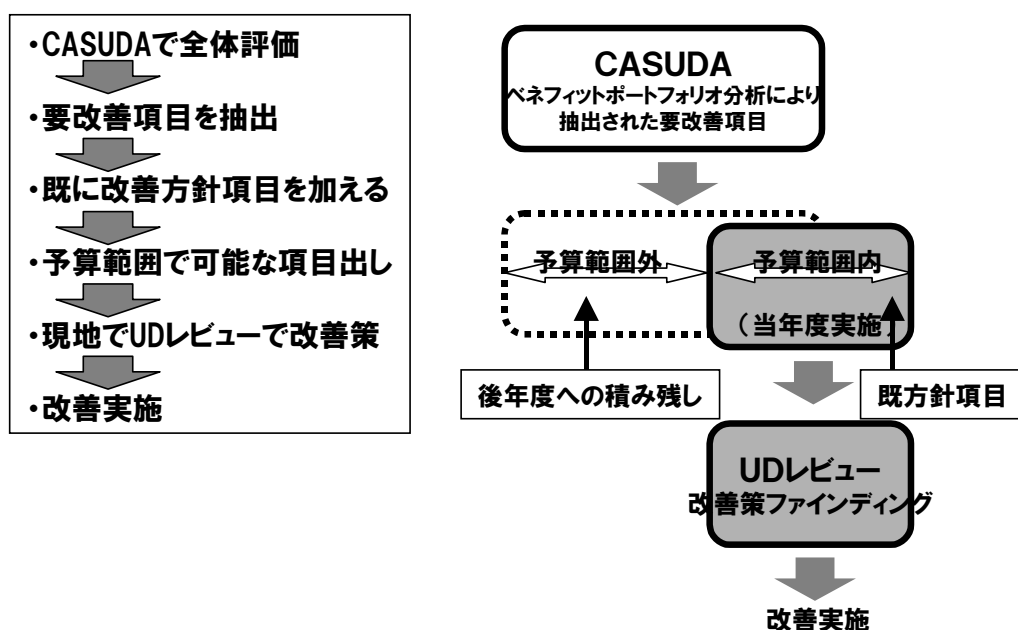 ・CASUDAで全体評価
・要改善項目を抽出
・既に改善方針項目を加える
・予算範囲で可能な項目出し
・現地でUDレビューで改善策
・改善実施
CASUDA
ベネフィットポートフォリオ分析により
抽出された要改善項目
予算範囲外
予算範囲内
（当年度実施）
後年度への積み残し
既方針項目
UDレビュー
改善策ファインディング
改善実施